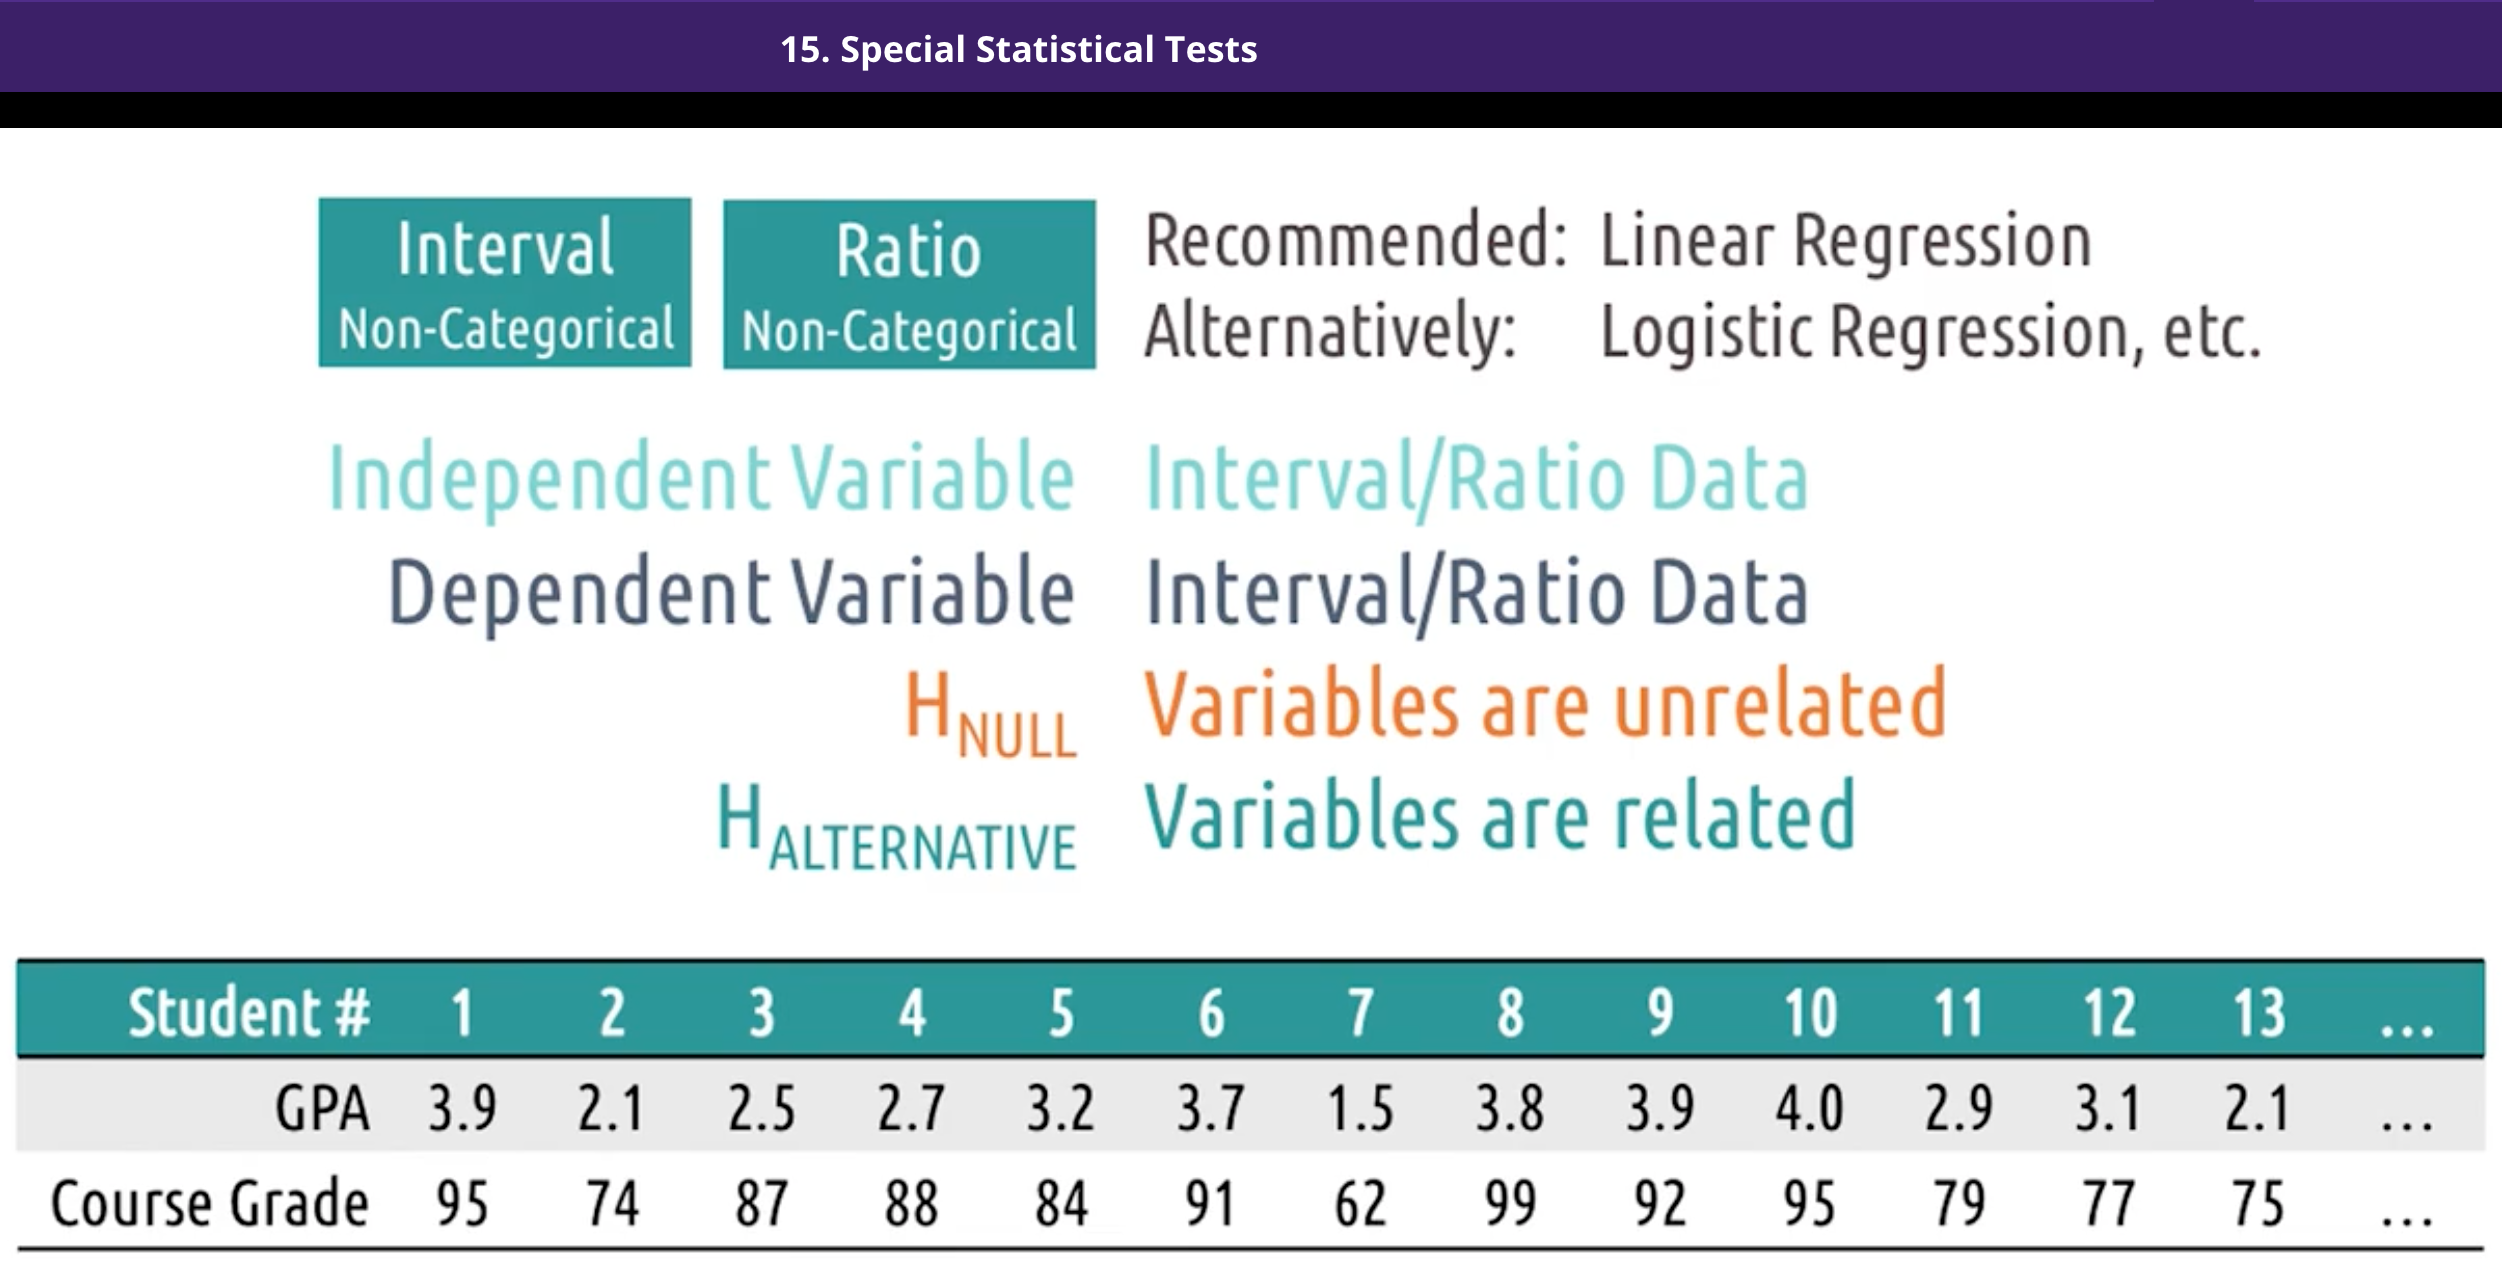 15. Special Statistical Tests
Interval
Non-Categorical
Ratio
Non-Categorical
Recommended: Linear Regression
Alternatively: Logistic Regression, etc.
Independent Variable Interval/Ratio Data
Dependent Variable Interval/Ratio Data
H NULL Variables are unrelated
H ALTERNATIVE Variables are related
Student # 1 2 3 4 5 6 7 8 9 10 11 12 13 ...
GPA 3.9 2.1 2.5 2.7 3.2 3.7 1.5 3.8 3.9 4.0 2.9 3.1 2.1 ...
Course Grade 95 74 87 88 84 91 62 99 92 95 79 77 75 ...